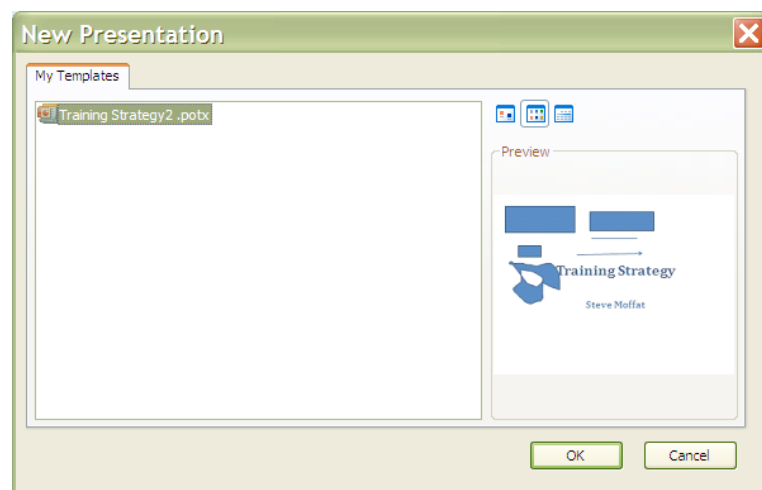 New Presentation
My Templates
Training Strategy2 .potx
Preview
Training Strategy
Steve Moffat
OK
Cancel